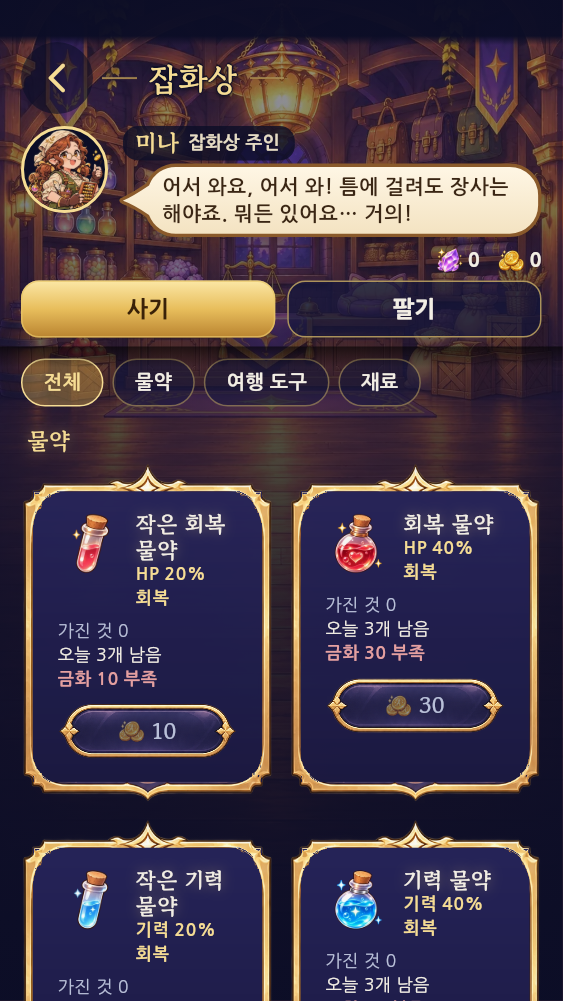 잡화상
미나 잡화상 주인
어서 와요, 어서 와! 틈에 걸려도 장사는
해야죠. 뭐든 있어요… 거의!
0 0
사기 팔기
전체 물약 여행 도구 재료
물약
작은 회복
물약
HP 20%
회복
가진 것 0
오늘 3개 남음
금화 10 부족
10
회복 물약
HP 40%
회복
가진 것 0
오늘 3개 남음
금화 30 부족
30
작은 기력
물약
기력 20%
회복
가진 것 0
기력 물약
기력 40%
회복
가진 것 0
오늘 3개 남음